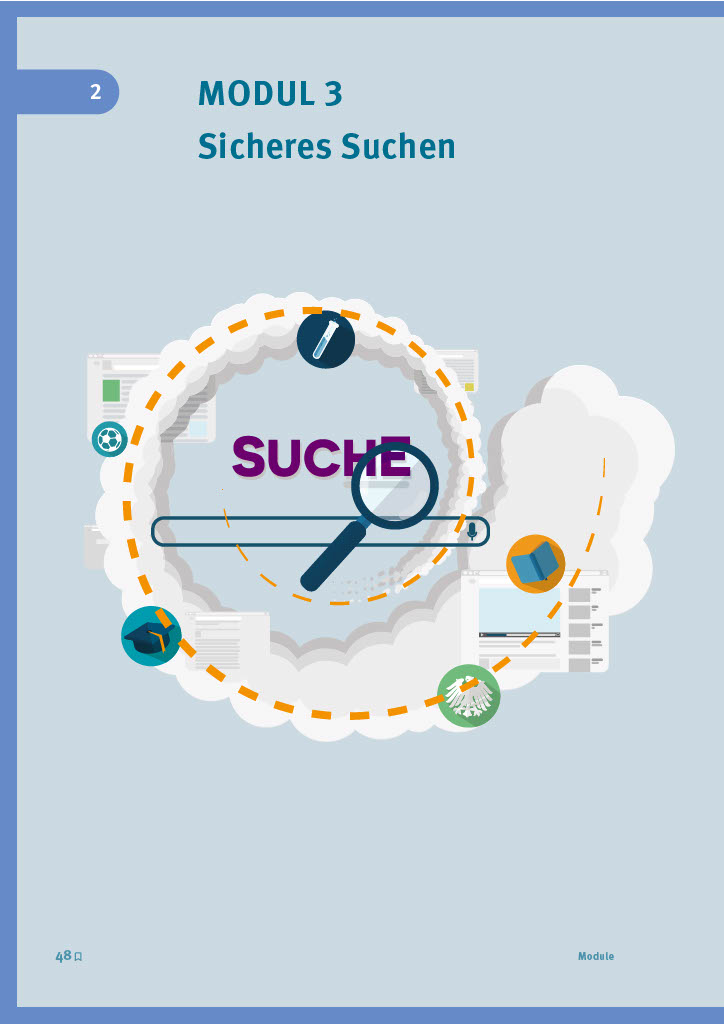 2
MODUL 3
Sicheres Suchen
SUCHE
48
Module